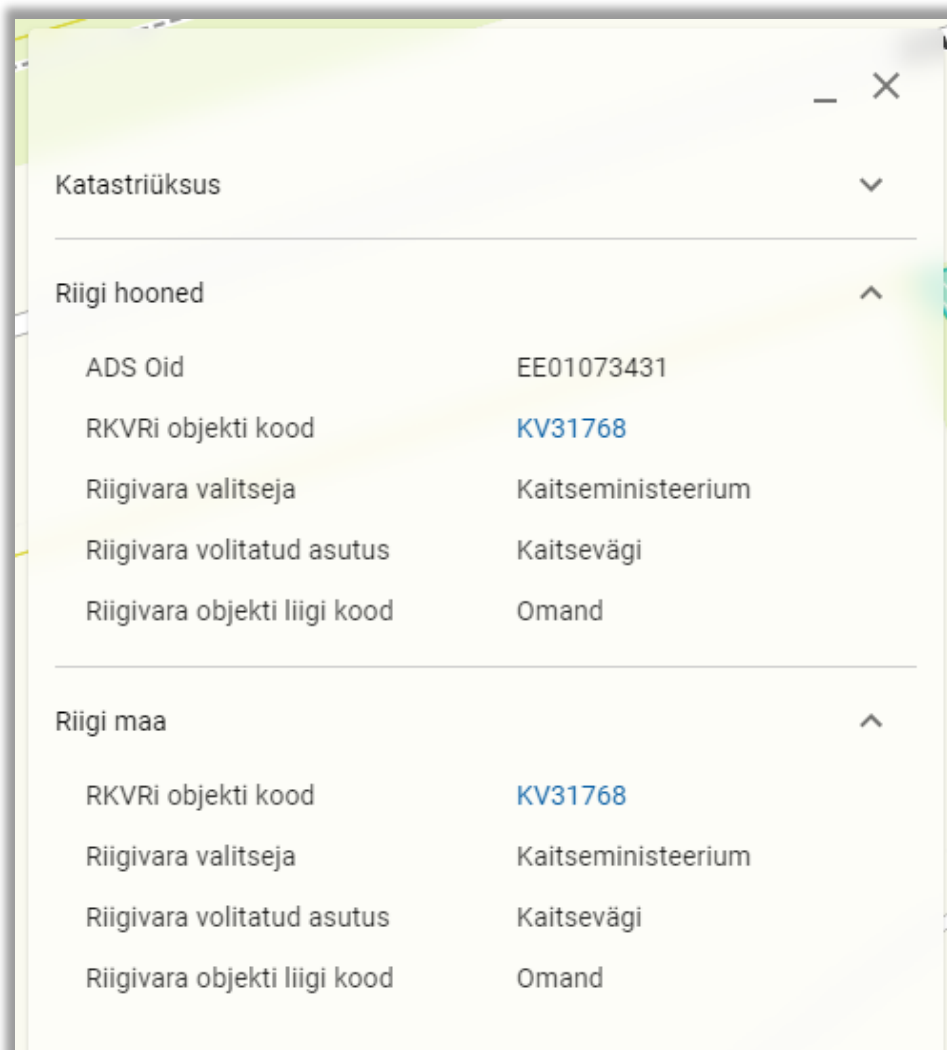 Katastriüksus
Riigi hooned
ADS Oid EE01073431
RKVRi objekti kood KV31768
Riigivara valitseja Kaitseministeerium
Riigivara volitatud asutus Kaitsevägi
Riigivara objekti liigi kood Omand
Riigi maa
RKVRi objekti kood KV31768
Riigivara valitseja Kaitseministeerium
Riigivara volitatud asutus Kaitsevägi
Riigivara objekti liigi kood Omand